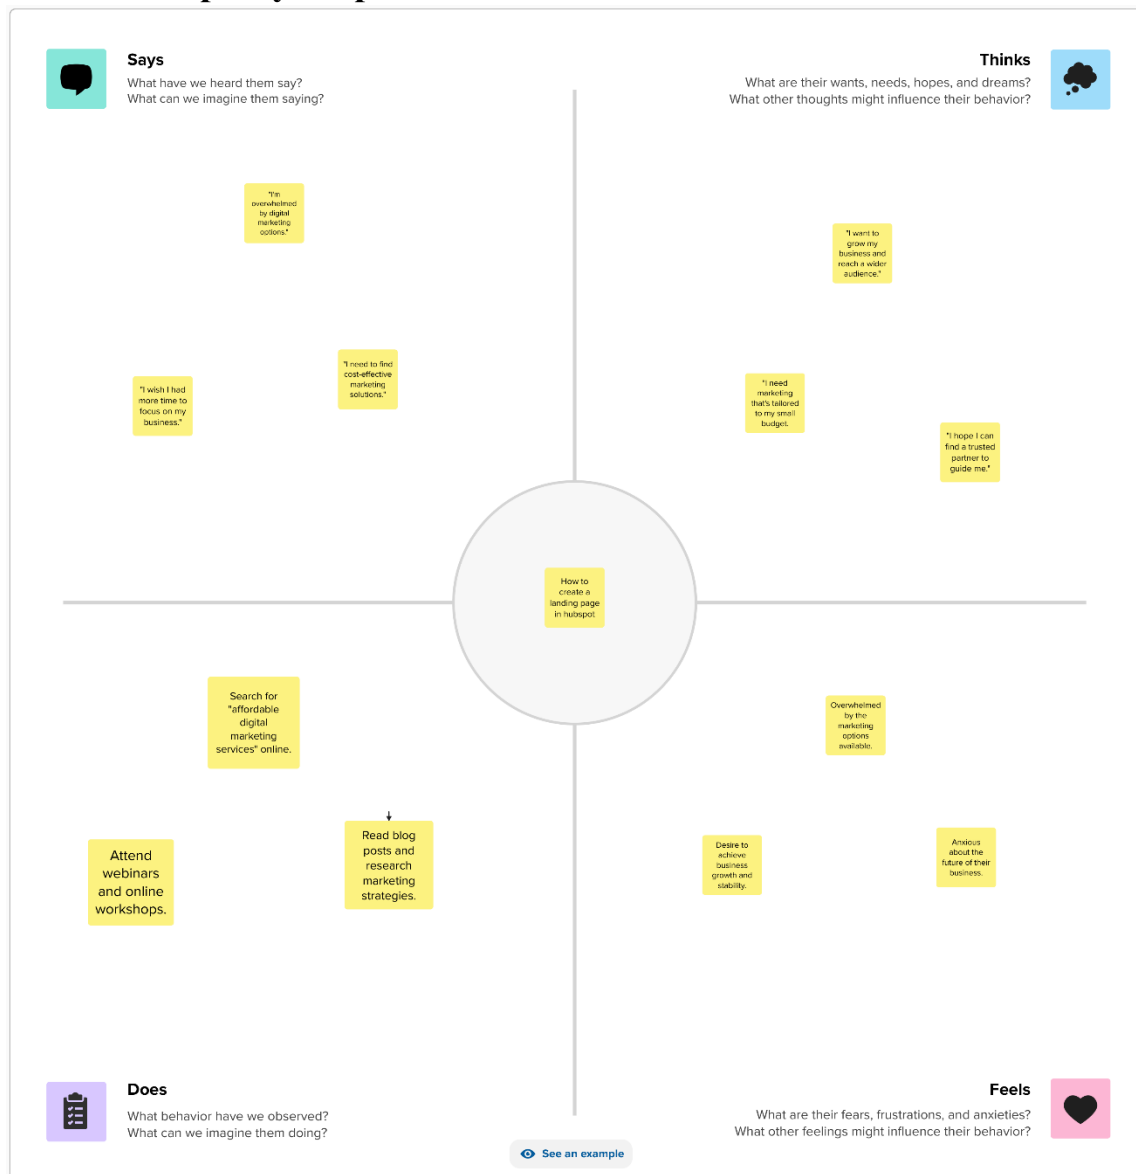 Says
What have we heard them say?
What can we imagine them saying?
Thinks
What are their wants, needs, hopes, and dreams?
What other thoughts might influence their behavior?
"I'm
overwhelmed
by digital
marketing
options."
"I want to
grow my
business and
reach a wider
audience."
"I need to find
cost-effective
marketing
solutions."
"I wish I had
more time to
focus on my
business."
"I need
marketing
that's tailored
to my small
budget.
"I hope I can
find a trusted
partner to
guide me."
How to
create a
landing page
in hubspot
Search for
"affordable
digital
marketing
services" online.
Overwhelmed
by the
marketing
options
available.
Read blog
posts and
research
marketing
strategies.
Attend
webinars
and online
workshops.
Desire to
achieve
business
growth and
stability.
Anxious
about the
future of their
business.
Does
What behavior have we observed?
What can we imagine them doing?
Feels
What are their fears, frustrations, and anxieties?
What other feelings might influence their behavior?
See an example